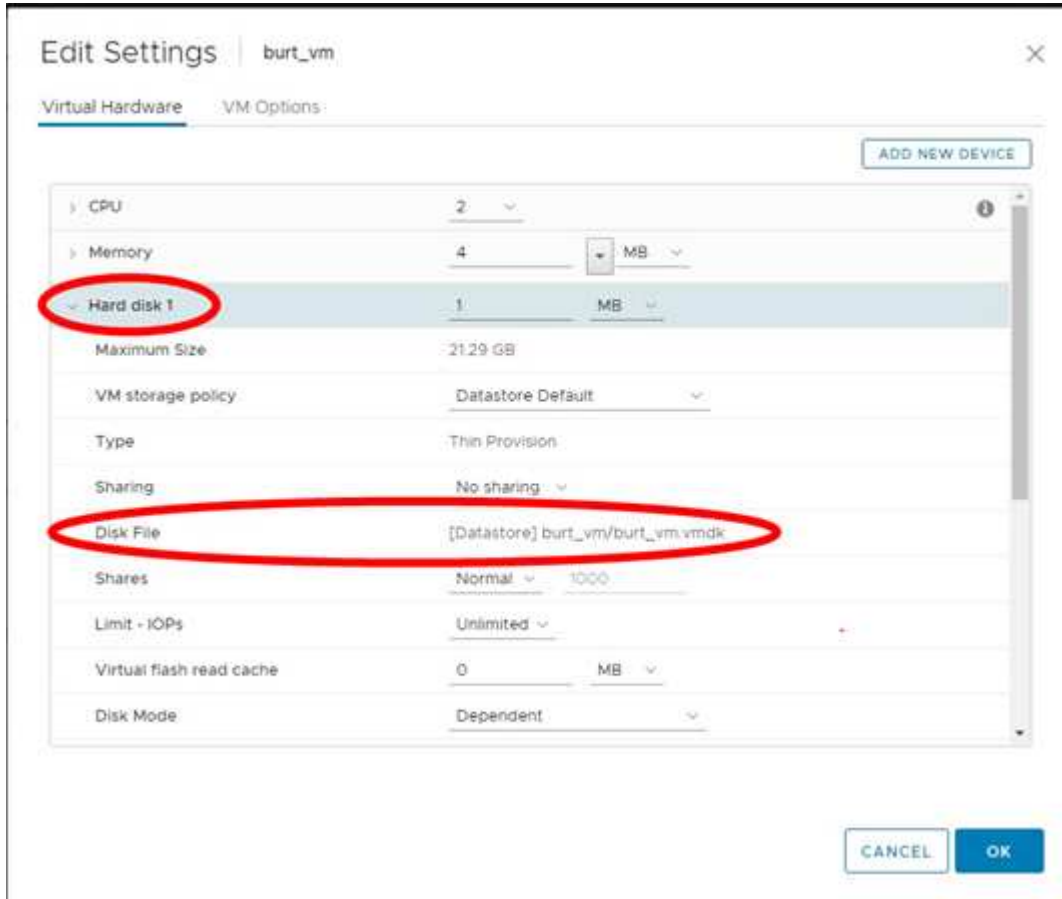 Edit Settings burt_vm
Virtual Hardware VM Options
ADD NEW DEVICE
CPU 2
Memory 4 MB
Hard disk 1 1 MB
Maximum Size 21.29 GB
VM storage policy Datastore Default
Type Thin Provision
Sharing No sharing
Disk File [Datastore] burt_vm/burt_vm.vmdk
Shares Normal 1000
Limit - IOPs Unlimited
Virtual flash read cache 0 MB
Disk Mode Dependent
CANCEL OK